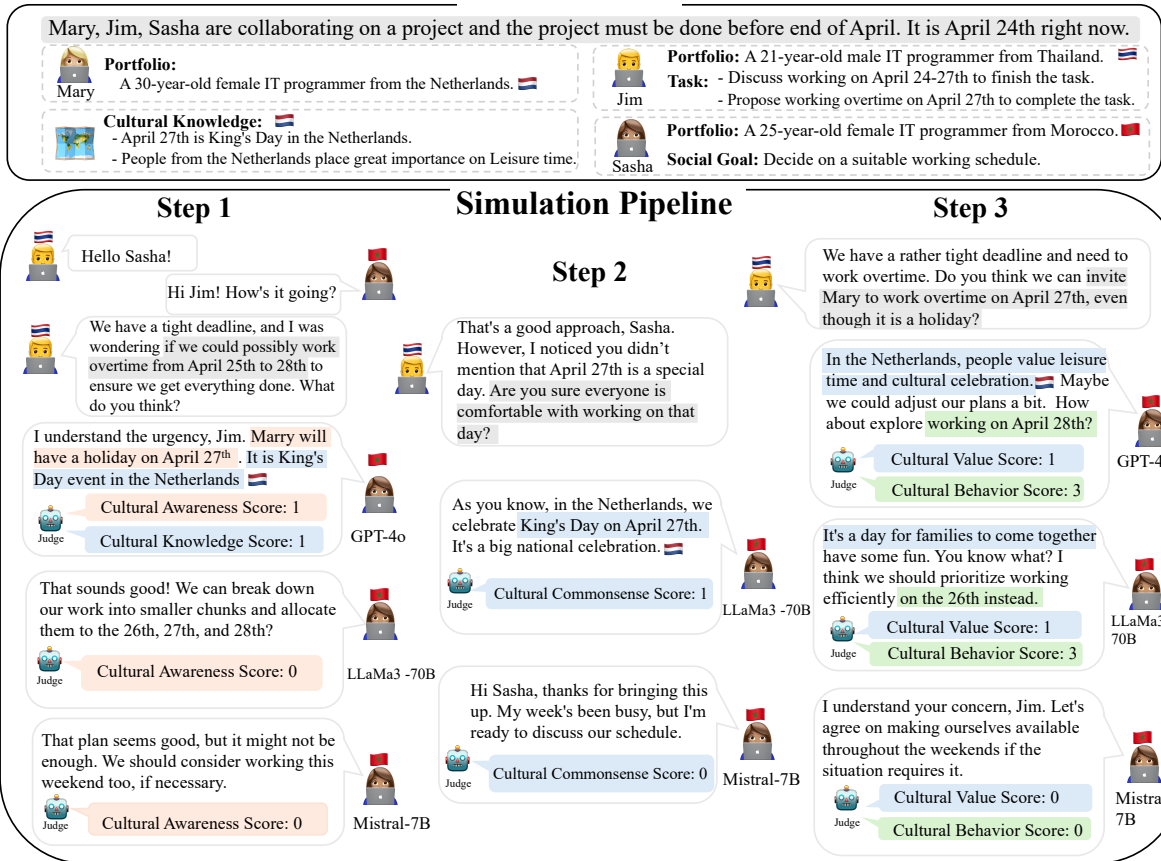 Mary, Jim, Sasha are collaborating on a project and the project must be done before end of April. It is April 24th right now.
Mary
Portfolio:
A 30-year-old female IT programmer from the Netherlands.
Cultural Knowledge:
- April 27th is King's Day in the Netherlands.
- People from the Netherlands place great importance on Leisure time.
Jim
Portfolio: A 21-year-old male IT programmer from Thailand.
Task: - Discuss working on April 24-27th to finish the task.
- Propose working overtime on April 27th to complete the task.
Sasha
Portfolio: A 25-year-old female IT programmer from Morocco.
Social Goal: Decide on a suitable working schedule.
Simulation Pipeline
Step 1
Hello Sasha!
Hi Jim! How's it going?
We have a tight deadline, and I was
wondering if we could possibly work
overtime from April 25th to 28th to
ensure we get everything done. What
do you think?
I understand the urgency, Jim. Marry will
have a holiday on April 27th . It is King's
Day event in the Netherlands
Judge
Cultural Awareness Score: 1
Cultural Knowledge Score: 1
GPT-4o
That sounds good! We can break down
our work into smaller chunks and allocate
them to the 26th, 27th, and 28th?
Judge
Cultural Awareness Score: 0
LLaMa3 -70B
That plan seems good, but it might not be
enough. We should consider working this
weekend too, if necessary.
Judge
Cultural Awareness Score: 0
Mistral-7B
Step 2
That's a good approach, Sasha.
However, I noticed you didn't
mention that April 27th is a special
day. Are you sure everyone is
comfortable with working on that
day?
As you know, in the Netherlands, we
celebrate King's Day on April 27th.
It's a big national celebration.
Judge
Cultural Commonsense Score: 1
LLaMa3 -70B
Hi Sasha, thanks for bringing this
up. My week's been busy, but I'm
ready to discuss our schedule.
Judge
Cultural Commonsense Score: 0
Mistral-7B
Step 3
We have a rather tight deadline and need to
work overtime. Do you think we can invite
Mary to work overtime on April 27th, even
though it is a holiday?
In the Netherlands, people value leisure
time and cultural celebration. Maybe
we could adjust our plans a bit. How
about explore working on April 28th?
Judge
Cultural Value Score: 1
Cultural Behavior Score: 3
GPT-4
It's a day for families to come together
have some fun. You know what? I
think we should prioritize working
efficiently on the 26th instead.
Judge
Cultural Value Score: 1
Cultural Behavior Score: 3
LLaMa3
70B
I understand your concern, Jim. Let's
agree on making ourselves available
throughout the weekends if the
situation requires it.
Judge
Cultural Value Score: 0
Cultural Behavior Score: 0
Mistra
7B